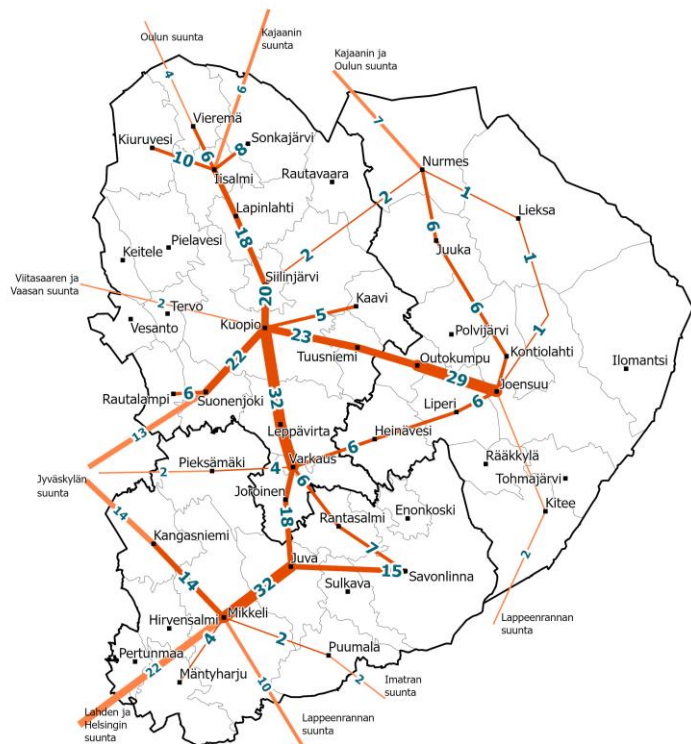 Oulun suunta
Kajaanin
suunta
Kajaanin ja
Oulun suunta
4
6
7
Vieremä
Kiuruvesi
10
6
8
Sonkajärvi
Iisalmi
Rautavaara
Nurmes
2
1
Lapinlahti
18
Lieksa
Keitele
Pielavesi
6
Juuka
1
2
Siilinjärvi
Viitasaaren ja
Vaasan suunta
2
Tervo
20
Kaavi
5
6
1
Vesanto
Kuopio
23
Tuusniemi
Polvijärvi
Kontiolahti
Outokumpu
29
Joensuu
Ilomantsi
22
Rautalampi
6
Suonenjoki
32
Leppävirta
Liperi
6
13
Heinävesi
6
Jyväskylän
suunta
2
Pieksämäki
4
Varkaus
Rääkkylä
Tohmajärvi
Joroinen
6
Kitee
14
18
Rantasalmi
Enonkoski
2
Kangasniemi
7
Juva
15
Savonlinna
14
32
Sulkava
Lappeenrannan
suunta
Hirvensalmi
Mikkeli
Pertunmaa
4
2
Puumala
22
Mäntyharju
10
2
Imatran
suunta
Lahden ja
Helsingin
suunta
Lappeenrannan
suunta